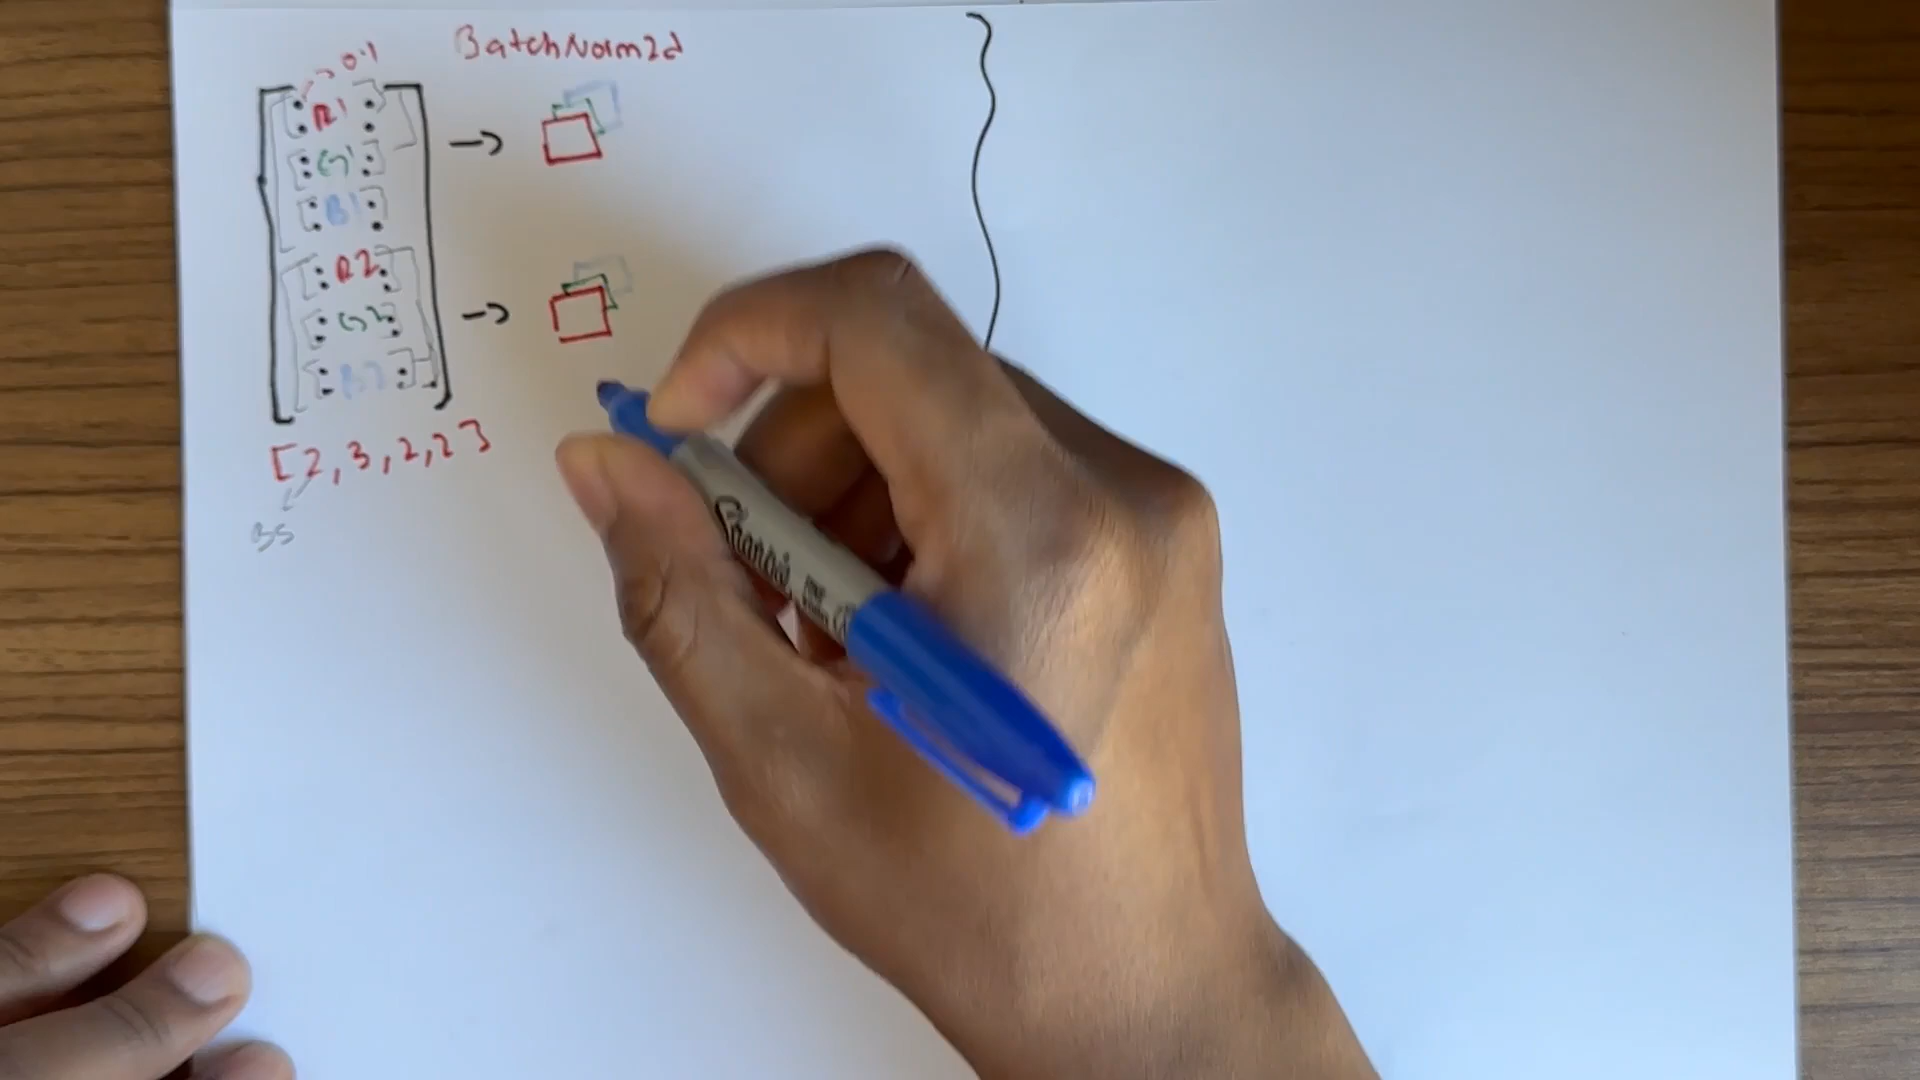 BatchNorm2d
0.1
R1
G1
B1
R2
G2
B2
[2,3,2,2]
BS
Sharpie